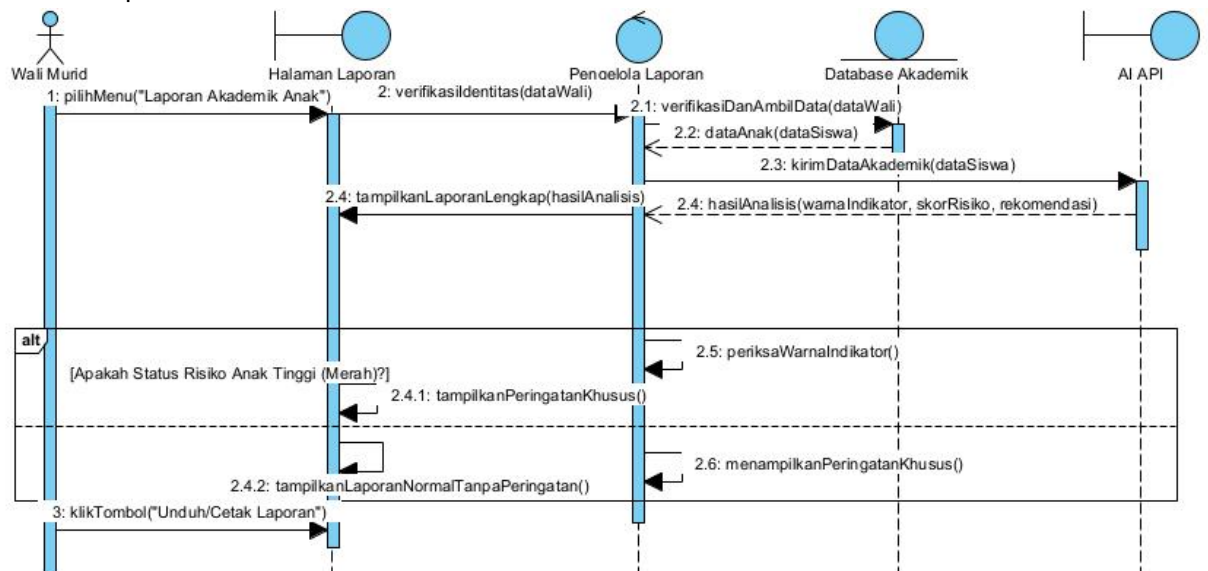 Wali Murid
Halaman Laporan
Pengelola Laporan
Database Akademik
AI API
1: pilihMenu("Laporan Akademik Anak")
2: verifikasiIdentitas(dataWali)
2.1: verifikasiDanAmbilData(dataWali)
2.2: dataAnak(dataSiswa)
2.3: kirimDataAkademik(dataSiswa)
2.4: tampilkanLaporanLengkap(hasilAnalisis)
2.4: hasilAnalisis(warnaIndikator, skorRisiko, rekomendasi)
alt
2.5: periksaWarnaIndikator()
[Apakah Status Risiko Anak Tinggi (Merah)?]
2.4.1: tampilkanPeringatanKhusus()
2.6: menampilkanPeringatanKhusus()
2.4.2: tampilkanLaporanNormalTanpaPeringatan()
3: klikTombol("Unduh/Cetak Laporan")